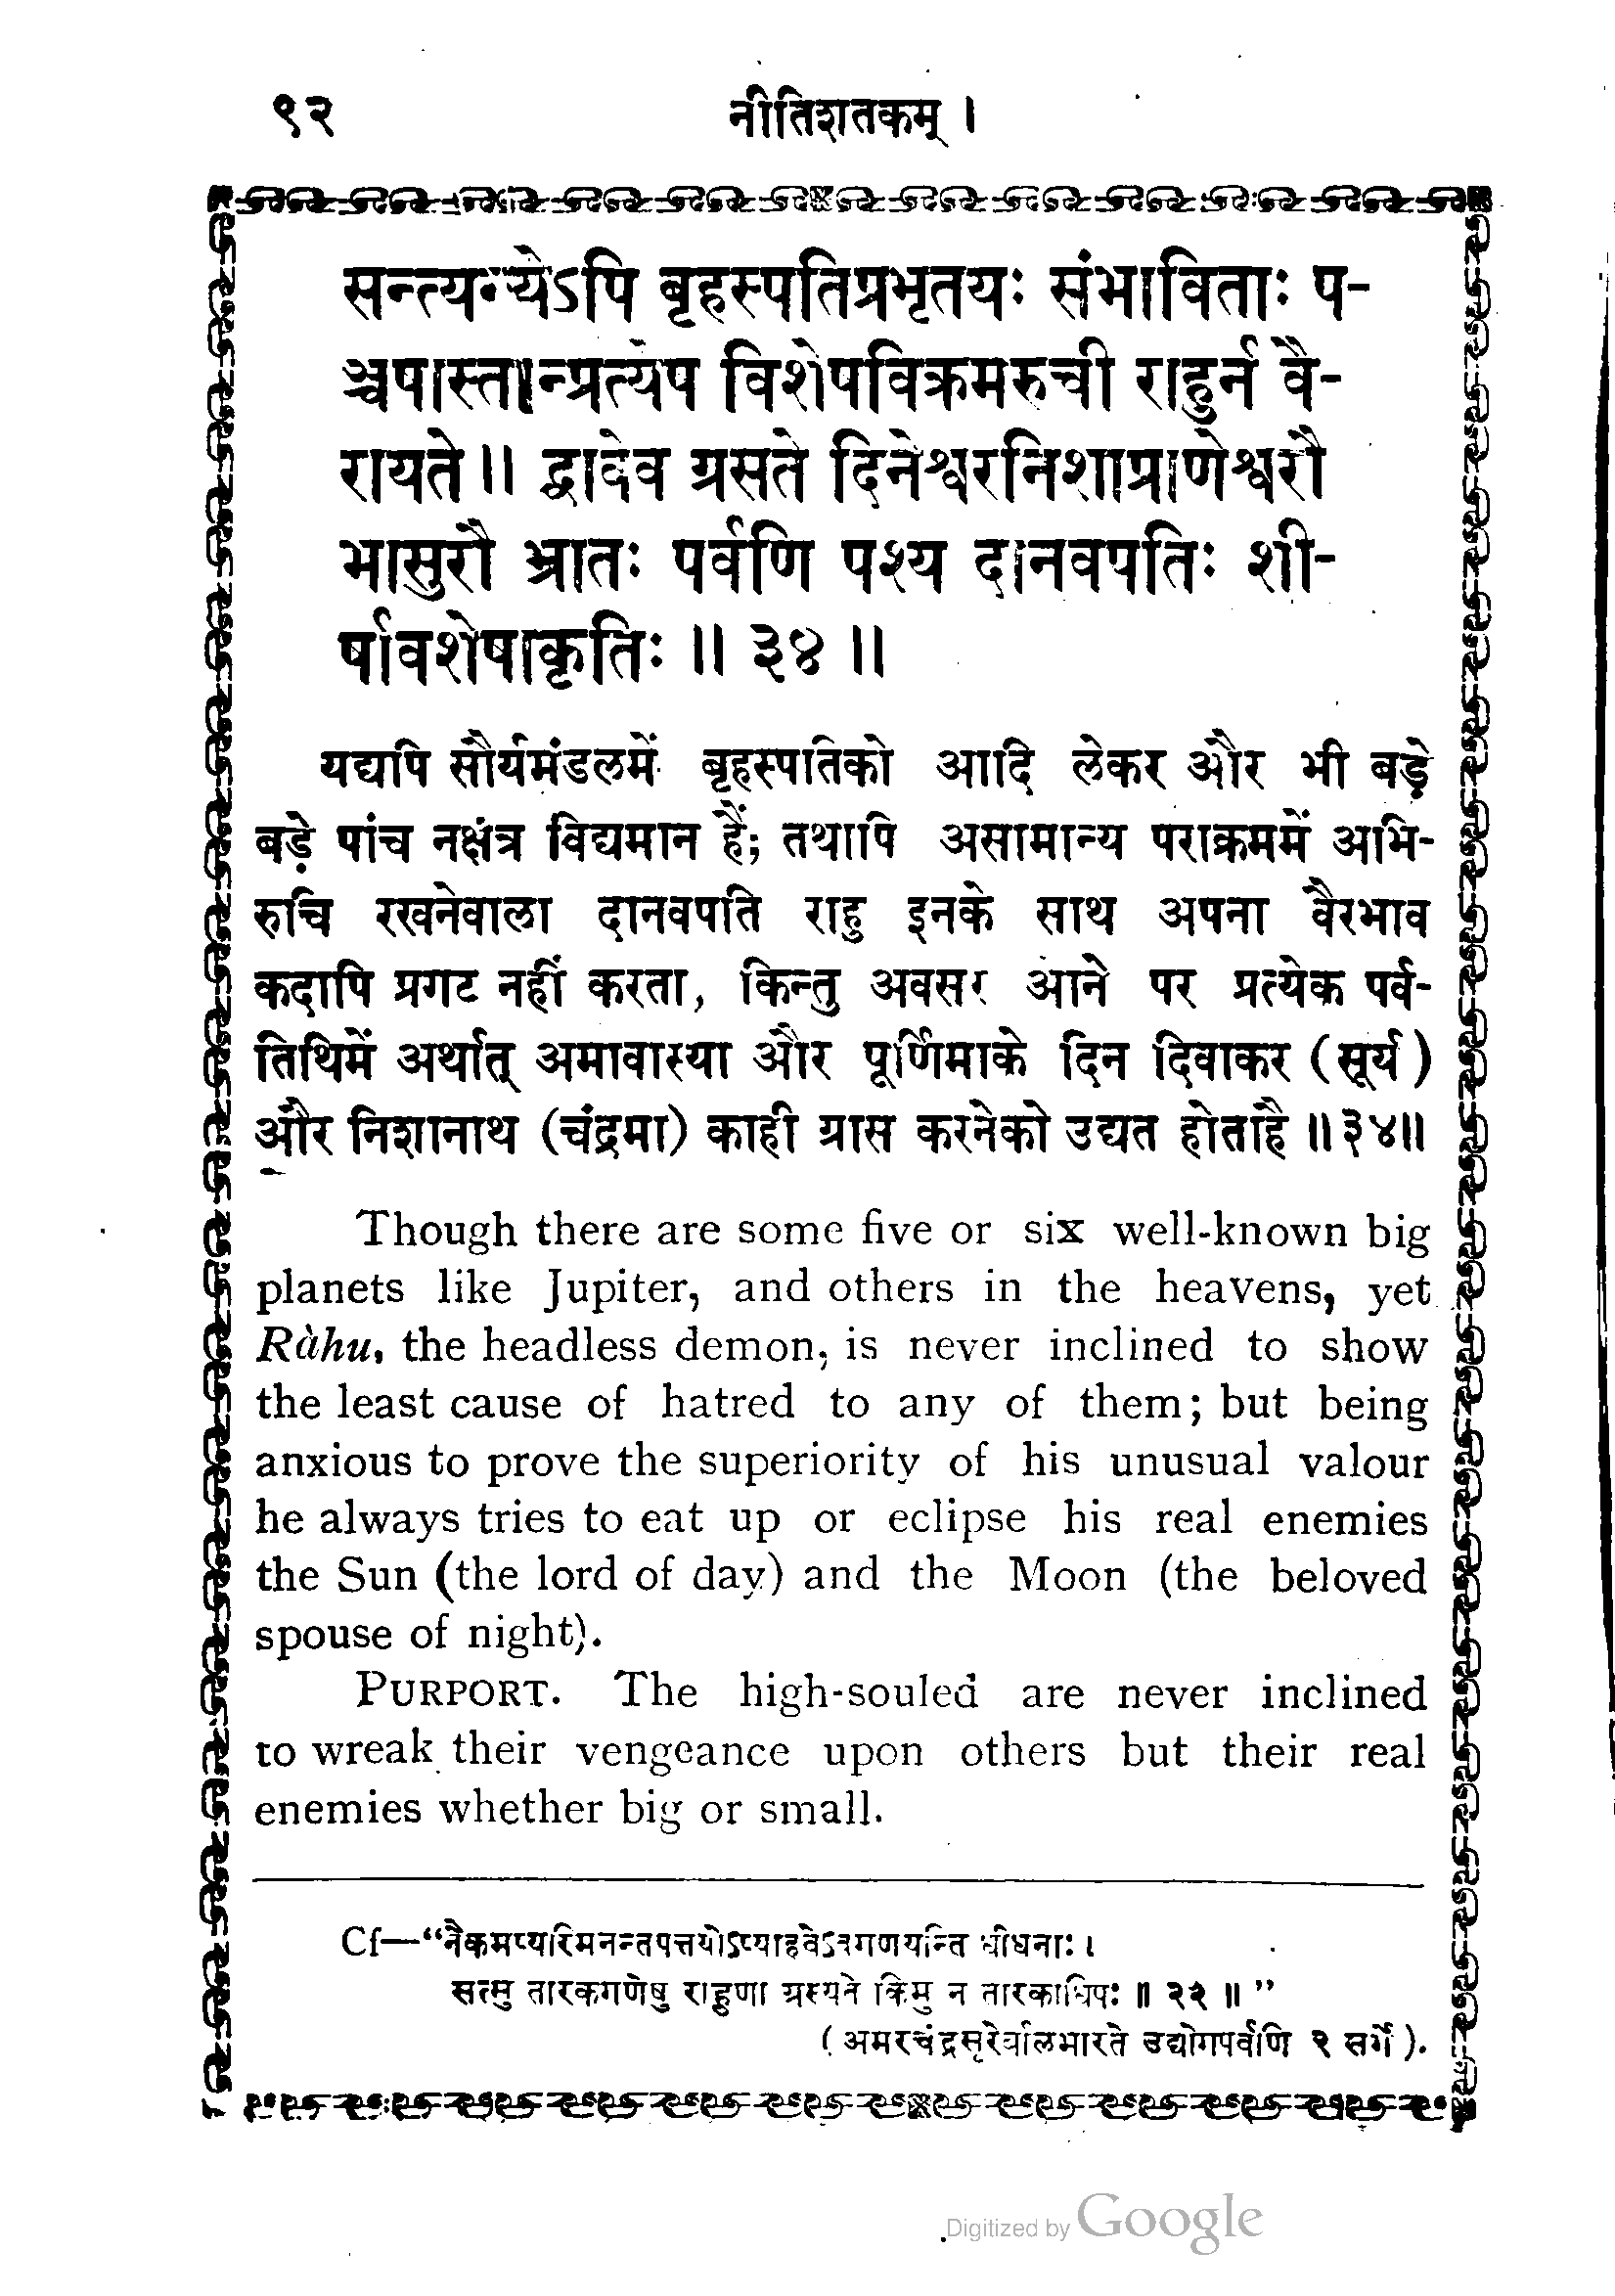 ९२ नीतिशतकम् ।
सन्त्यन्येऽपि बृहस्पतिप्रभृतयः संभाविताः प-
ञ्चषास्तान्प्रत्येष विशेषविक्रमरुची राहुर्न वै-
रायते ॥ द्वावेव ग्रसते दिनेश्वरनिशाप्राणेश्वरौ
भासुरौ भ्रातः पर्वणि पश्य दानवपतिः शी-
र्षावशेषाकृतिः ॥ ३४ ॥
यद्यपि सौर्यमंडलमें बृहस्पतिको आदि लेकर और भी बड़े
बड़े पांच नक्षत्र विद्यमान हैं; तथापि असामान्य पराक्रममें अभि-
रुचि रखनेवाला दानवपति राहु इनके साथ अपना वैरभाव
कदापि प्रगट नहीं करता, किन्तु अवसर आने पर प्रत्येक पर्व-
तिथिमें अर्थात् अमावास्या और पूर्णिमाके दिन दिवाकर (सूर्य)
और निशानाथ (चंद्रमा) काही ग्रास करनेको उद्यत होताहै ॥३४॥
Though there are some five or six well-known big
planets like Jupiter, and others in the heavens, yet
Ràhu, the headless demon, is never inclined to show
the least cause of hatred to any of them; but being
anxious to prove the superiority of his unusual valour
he always tries to eat up or eclipse his real enemies
the Sun (the lord of day) and the Moon (the beloved
spouse of night).
PURPORT. The high-souled are never inclined
to wreak their vengeance upon others but their real
enemies whether big or small.
Cf—“नैकमप्यरिमनन्तपत्तयोऽप्याहवेऽवगणयन्ति धीधनाः ।
सत्सु तारकगणेषु राहुणा ग्रस्यते किमु न तारकाधिपः ॥ २२ ॥ ”
( अमरचंद्रसूरेर्वालभारते उद्योगपर्वणि १ सर्गे ).
Digitized by Google